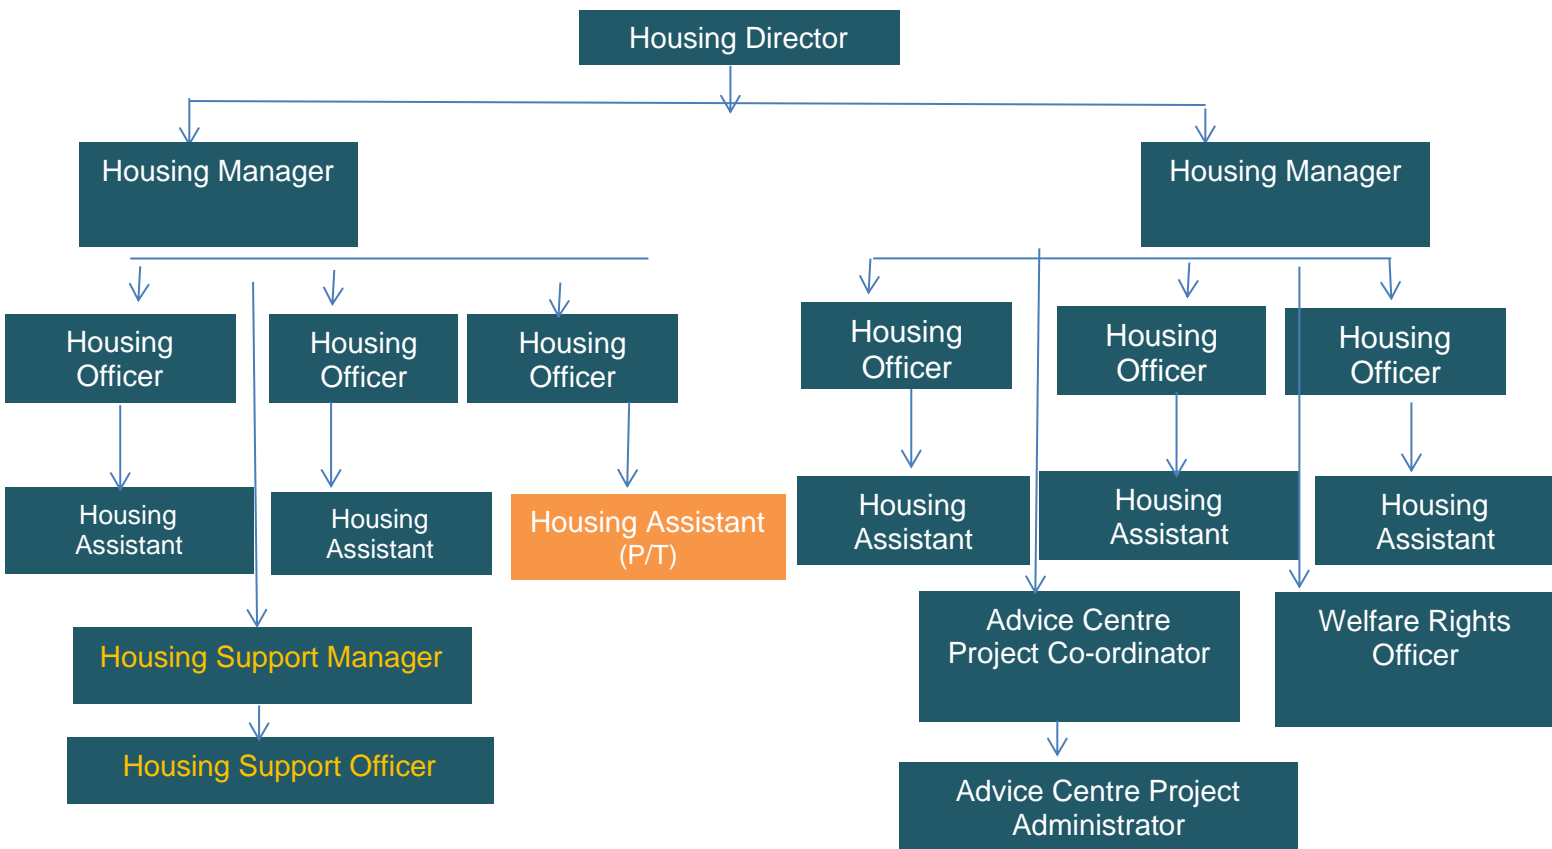 Housing Director
Housing Manager
Housing Manager
Housing
Officer
Housing
Officer
Housing
Officer
Housing
Officer
Housing
Officer
Housing
Officer
Housing
Assistant
Housing
Assistant
Housing Assistant
(P/T)
Housing
Assistant
Housing
Assistant
Housing
Assistant
Housing Support Manager
Advice Centre
Project Co-ordinator
Welfare Rights
Officer
Housing Support Officer
Advice Centre Project
Administrator